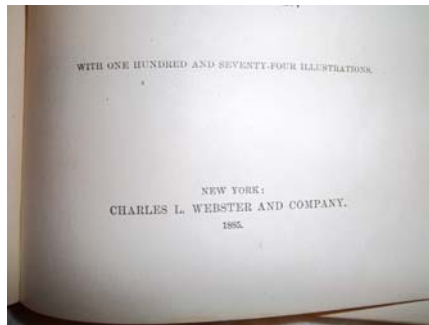 WITH ONE HUNDRED AND SEVENTY-FOUR ILLUSTRATIONS.
NEW YORK:
CHARLES L. WEBSTER AND COMPANY.
1885.